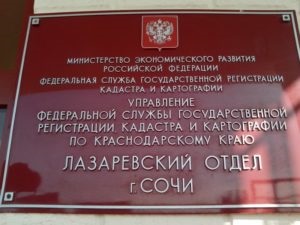 МИНИСТЕРСТВО ЭКОНОМИЧЕСКОГО РАЗВИТИЯ
РОССИЙСКОЙ ФЕДЕРАЦИИ
ФЕДЕРАЛЬНАЯ СЛУЖБА ГОСУДАРСТВЕННОЙ РЕГИСТРАЦИИ
КАДАСТРА И КАРТОГРАФИИ
УПРАВЛЕНИЕ
ФЕДЕРАЛЬНОЙ СЛУЖБЫ ГОСУДАРСТВЕННОЙ
РЕГИСТРАЦИИ, КАДАСТРА И КАРТОГРАФИИ
ПО КРАСНОДАРСКОМУ КРАЮ
ЛАЗАРЕВСКИЙ ОТДЕЛ
г.СОЧИ